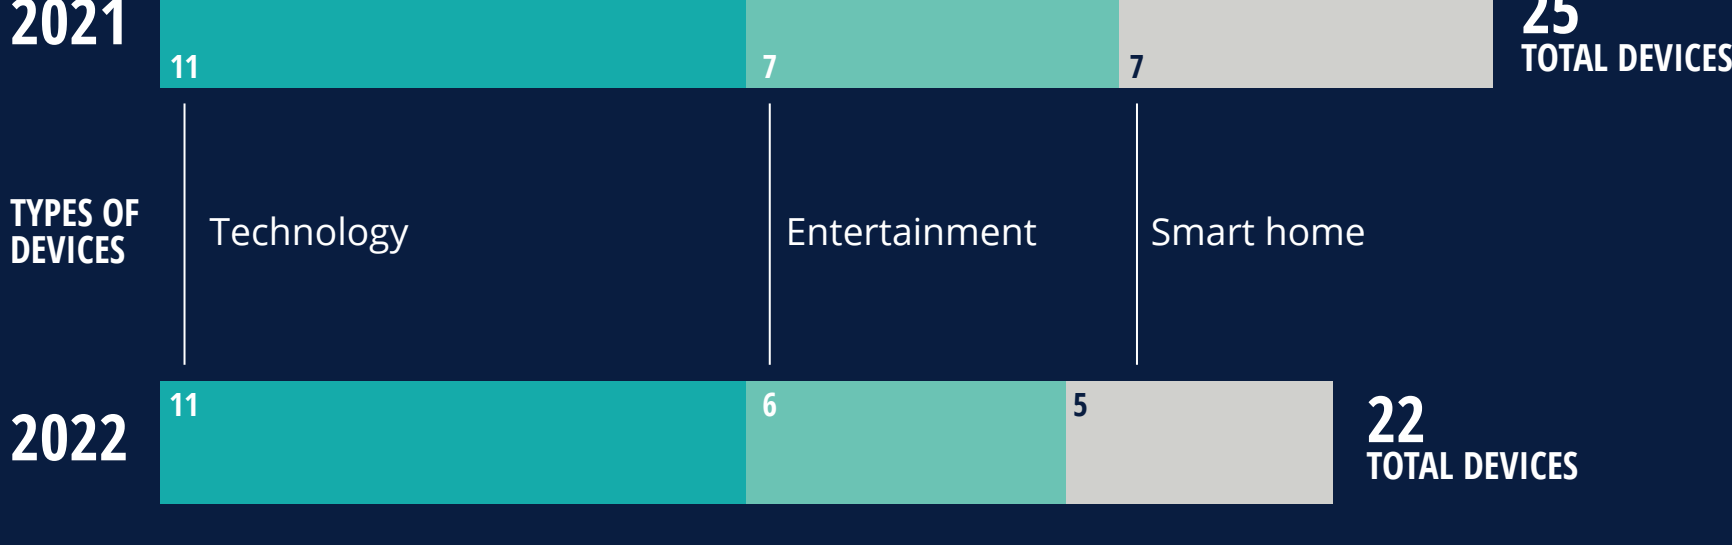 2021
11
7
7
25
TOTAL DEVICES
TYPES OF
DEVICES
Technology
Entertainment
Smart home
2022
11
6
5
22
TOTAL DEVICES